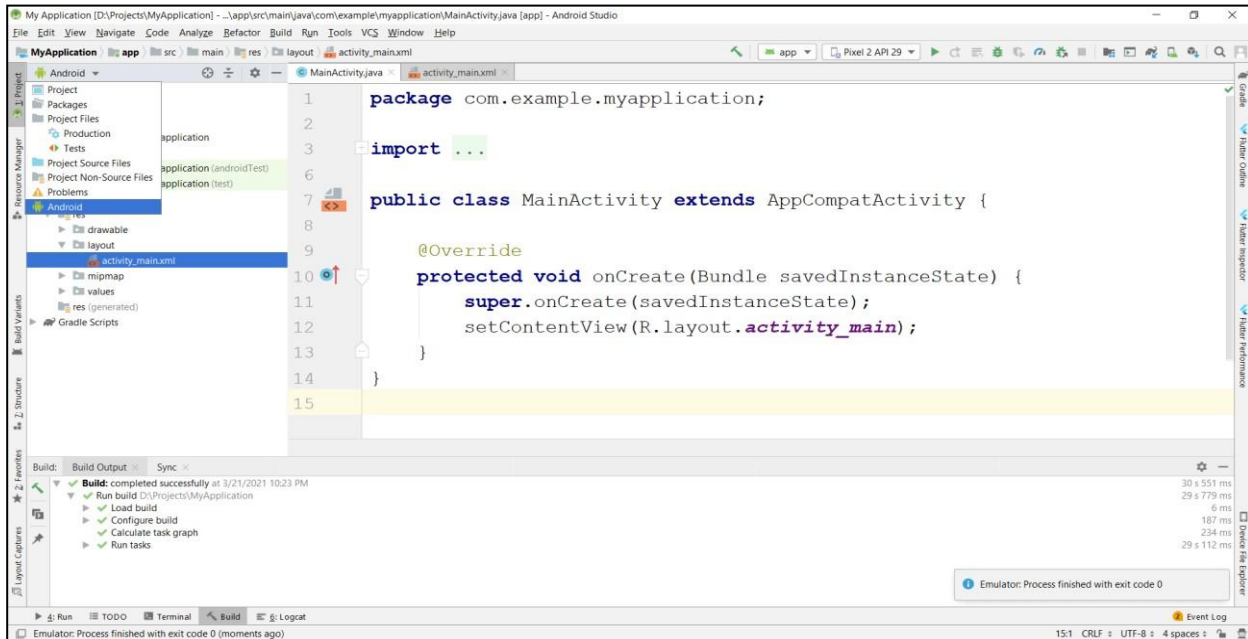 My Application [D:\Projects\MyApplication] - ...\app\src\main\java\com\example\myapplication\MainActivity.java [app] - Android Studio
File Edit View Navigate Code Analyze Refactor Build Run Tools VCS Window Help
MyApplication app src main res layout activity_main.xml app Pixel 2 API 29
Android
MainActivity.java activity_main.xml
Project
Packages
Project Files
Production
Tests
Project Source Files
Project Non-Source Files
Problems
Android
application
application (androidTest)
application (test)
res
drawable
layout
activity_main.xml
mipmap
values
res (generated)
Gradle Scripts
1 package com.example.myapplication;
2
3 import ...
6
7 public class MainActivity extends AppCompatActivity {
8
9 @Override
10 protected void onCreate(Bundle savedInstanceState) {
11 super.onCreate(savedInstanceState);
12 setContentView(R.layout.activity_main);
13 }
14 }
15
1: Project
Resource Manager
Build Variants
7: Structure
2: Favorites
Layout Captures
Gradle
Flutter Outline
Flutter Inspector
Flutter Performance
Device File Explorer
Build: Build Output Sync
Build: completed successfully at 3/21/2021 10:23 PM 30 s 551 ms
Run build D:\Projects\MyApplication 29 s 779 ms
Load build 6 ms
Configure build 187 ms
Calculate task graph 234 ms
Run tasks 29 s 112 ms
Emulator: Process finished with exit code 0
4: Run TODO Terminal Build 6: Logcat 2 Event Log
Emulator: Process finished with exit code 0 (moments ago) 15:1 CRLF UTF-8 4 spaces